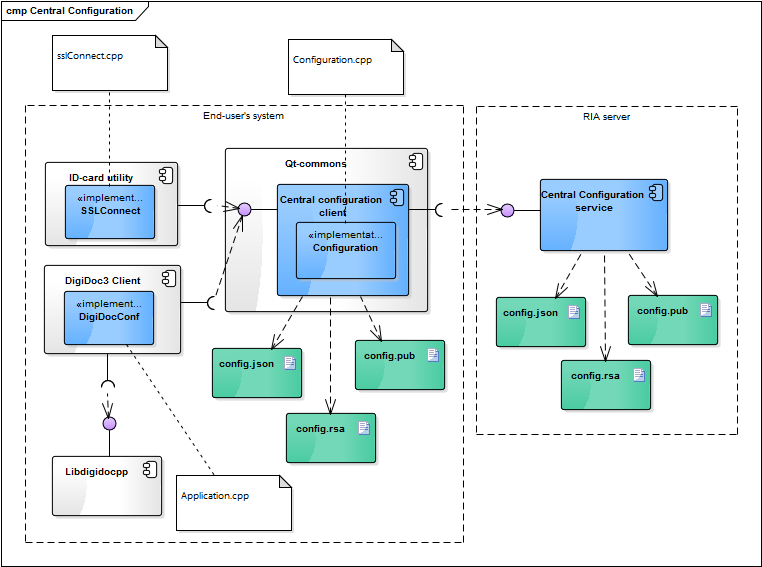 cmp Central Configuration
sslConnect.cpp
Configuration.cpp
End-user's system
RIA server
ID-card utility
«implement...
SSLConnect
Qt-commons
Central configuration
client
«implementat...
Configuration
Central Configuration
service
DigiDoc3 Client
«implement...
DigiDocConf
config.json
config.pub
config.rsa
config.json
config.pub
config.rsa
Libdigidocpp
Application.cpp